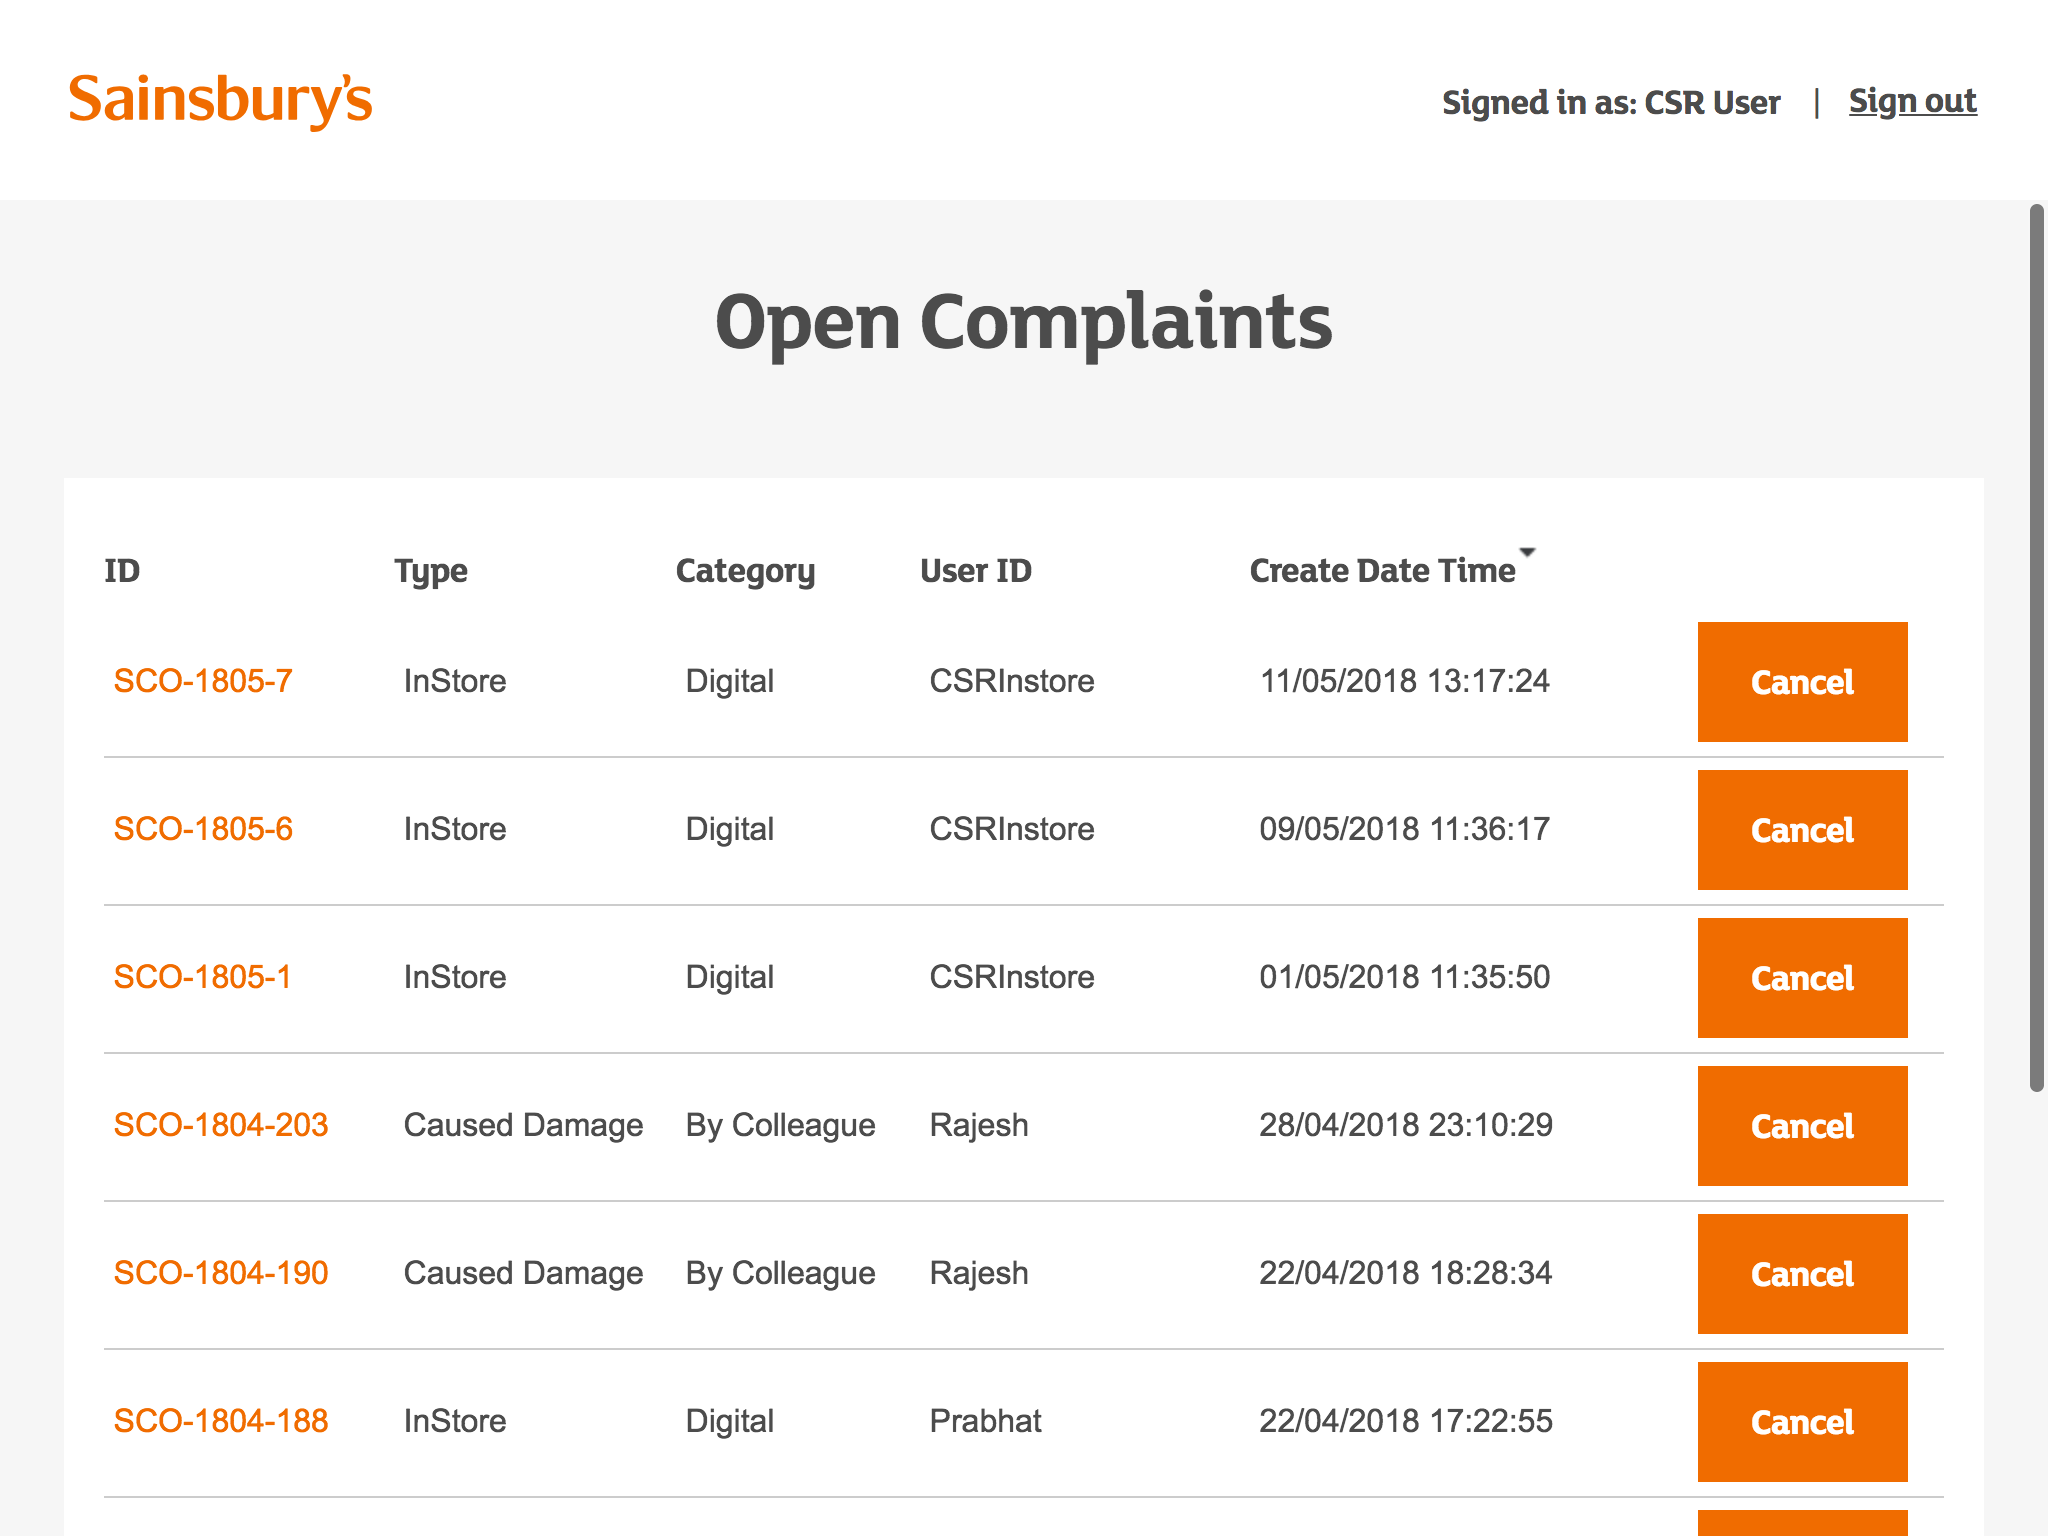 Sainsbury's
Signed in as: CSR User | Sign out
Open Complaints
ID Type Category User ID Create Date Time
SCO-1805-7 InStore Digital CSRInstore 11/05/2018 13:17:24 Cancel
SCO-1805-6 InStore Digital CSRInstore 09/05/2018 11:36:17 Cancel
SCO-1805-1 InStore Digital CSRInstore 01/05/2018 11:35:50 Cancel
SCO-1804-203 Caused Damage By Colleague Rajesh 28/04/2018 23:10:29 Cancel
SCO-1804-190 Caused Damage By Colleague Rajesh 22/04/2018 18:28:34 Cancel
SCO-1804-188 InStore Digital Prabhat 22/04/2018 17:22:55 Cancel